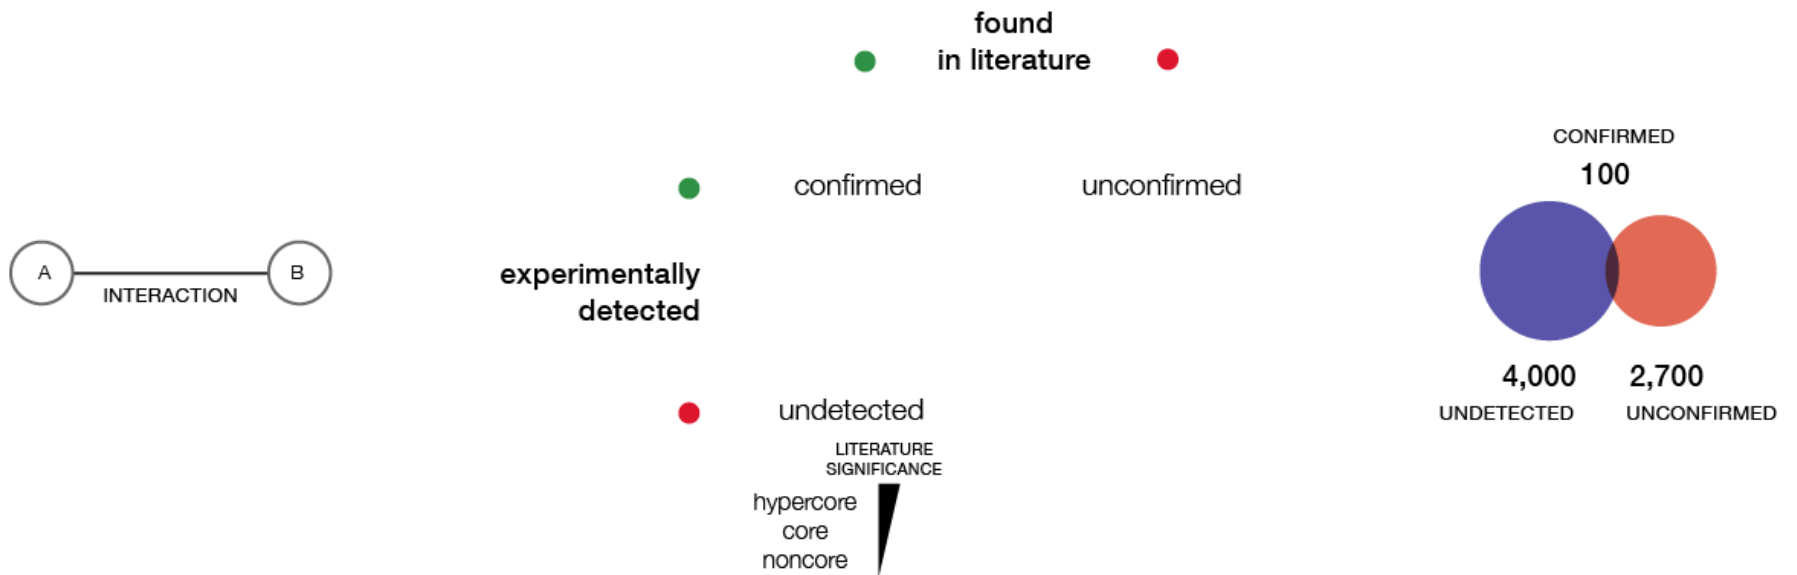 found
in literature
confirmed
unconfirmed
experimentally
detected
undetected
LITERATURE
SIGNIFICANCE
hypercore
core
noncore
A
B
INTERACTION
CONFIRMED
100
4,000
2,700
UNDETECTED
UNCONFIRMED